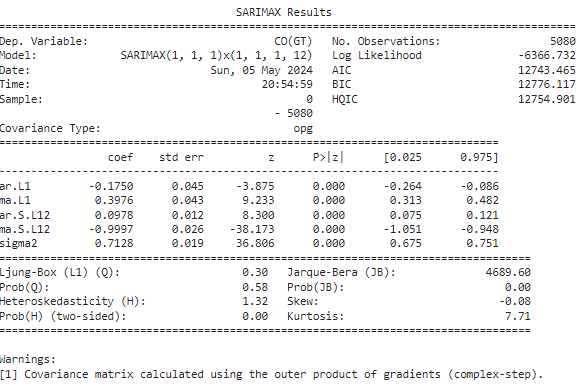 SARIMAX Results
==============================================================================
Dep. Variable: CO(GT) No. Observations: 5080
Model: SARIMAX(1, 1, 1)x(1, 1, 1, 12) Log Likelihood -6366.732
Date: Sun, 05 May 2024 AIC 12743.465
Time: 20:54:59 BIC 12776.117
Sample: 0 HQIC 12754.901
- 5080
Covariance Type: opg
==============================================================================
coef std err z P>|z| [0.025 0.975]
------------------------------------------------------------------------------
ar.L1 -0.1750 0.045 -3.875 0.000 -0.264 -0.086
ma.L1 0.3976 0.043 9.233 0.000 0.313 0.482
ar.S.L12 0.0978 0.012 8.300 0.000 0.075 0.121
ma.S.L12 -0.9997 0.026 -38.173 0.000 -1.051 -0.948
sigma2 0.7128 0.019 36.806 0.000 0.675 0.751
==============================================================================
Ljung-Box (L1) (Q): 0.30 Jarque-Bera (JB): 4689.60
Prob(Q): 0.58 Prob(JB): 0.00
Heteroskedasticity (H): 1.32 Skew: -0.08
Prob(H) (two-sided): 0.00 Kurtosis: 7.71
==============================================================================
Warnings:
[1] Covariance matrix calculated using the outer product of gradients (complex-step).